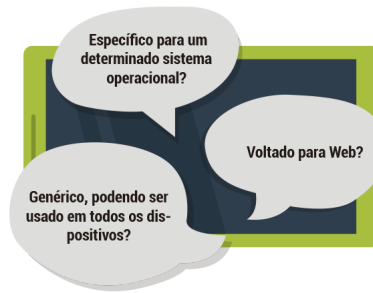 Específico para um
determinado sistema
operacional?
Voltado para Web?
Genérico, podendo ser
usado em todos os dis-
positivos?